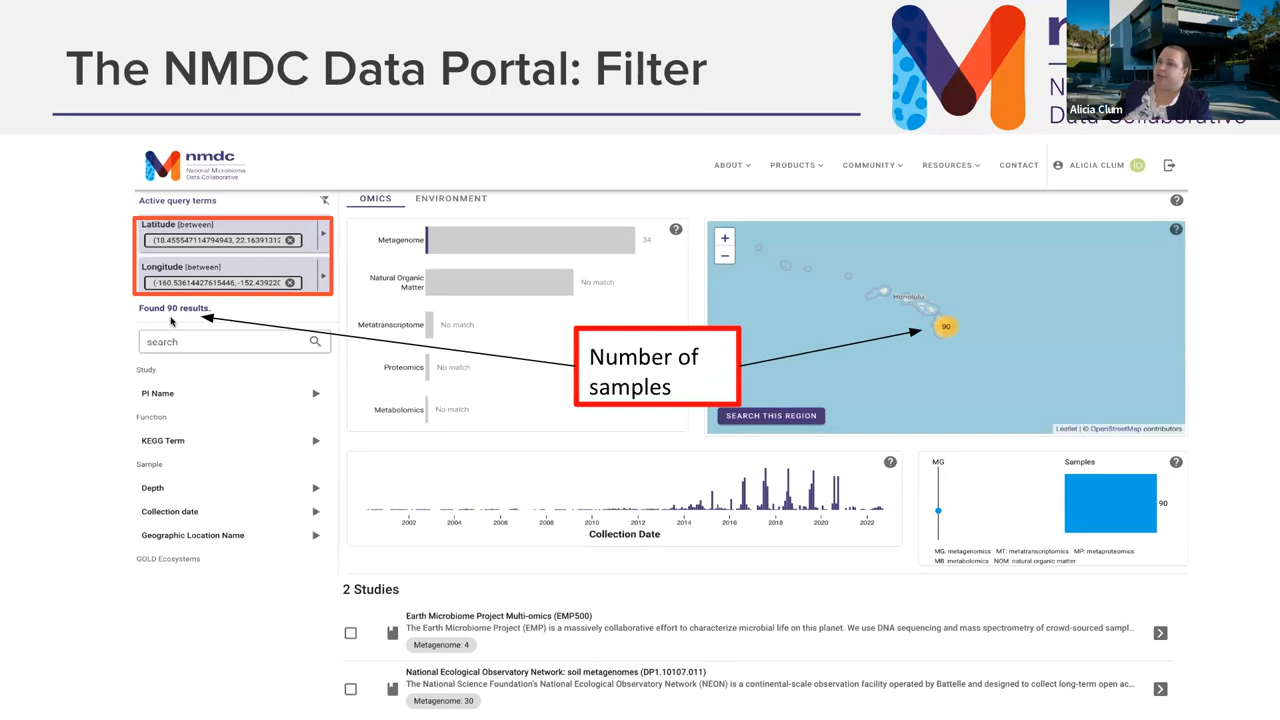 The NMDC Data Portal: Filter
Alicia Clum
nmdc
National Microbiome
Data Collaborative
ABOUT
PRODUCTS
COMMUNITY
RESOURCES
CONTACT
ALICIA CLUM
iD
Active query terms
Latitude [between]
(18.455547114794943, 22.16391312
Longitude [between]
(-160.53614427615446, -152.439220
Found 90 results.
search
Study
PI Name
Function
KEGG Term
Sample
Depth
Collection date
Geographic Location Name
GOLD Ecosystems
OMICS
ENVIRONMENT
Metagenome
34
Natural Organic
Matter
No match
Metatranscriptome
No match
Proteomics
No match
Metabolomics
No match
Number of
samples
+
−
Honolulu
90
SEARCH THIS REGION
Leaflet | © OpenStreetMap contributors
2002 2004 2006 2008 2010 2012 2014 2016 2018 2020 2022
Collection Date
MG
Samples
90
MG: metagenomics MT: metatranscriptomics MP: metaproteomics
MB: metabolomics NOM: natural organic matter
2 Studies
Earth Microbiome Project Multi-omics (EMP500)
The Earth Microbiome Project (EMP) is a massively collaborative effort to characterize microbial life on this planet. We use DNA sequencing and mass spectrometry of crowd-sourced sampl...
Metagenome: 4
National Ecological Observatory Network: soil metagenomes (DP1.10107.011)
The National Science Foundation's National Ecological Observatory Network (NEON) is a continental-scale observation facility operated by Battelle and designed to collect long-term open ac...
Metagenome: 30